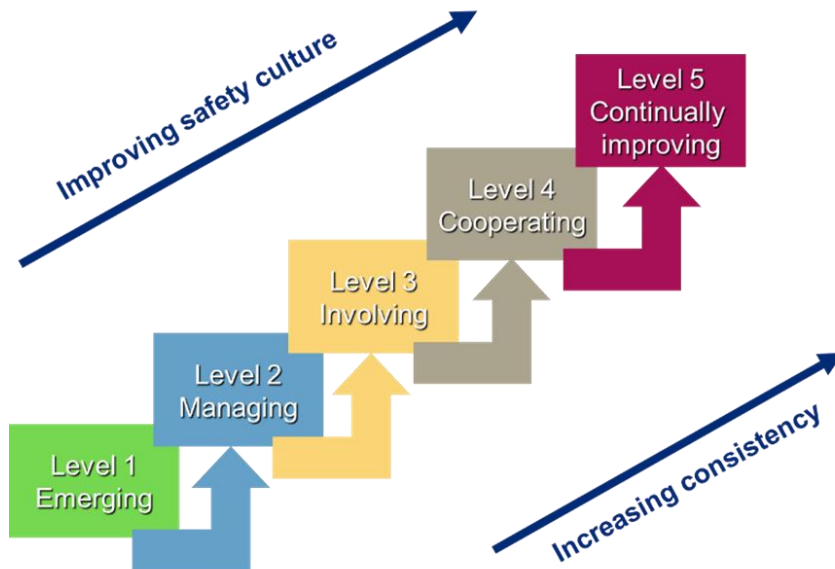 Improving safety culture
Level 5
Continually
improving
Level 4
Cooperating
Level 3
Involving
Level 2
Managing
Level 1
Emerging
Increasing consistency